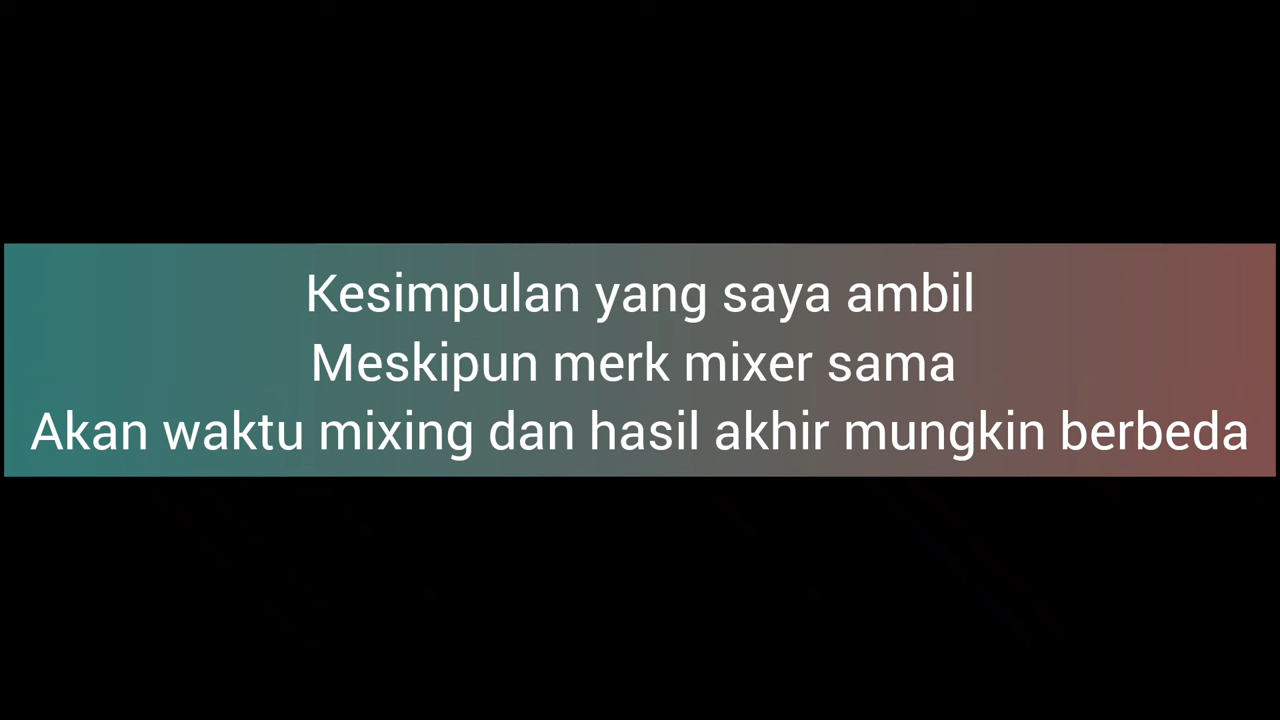 Kesimpulan yang saya ambil
Meskipun merk mixer sama
Akan waktu mixing dan hasil akhir mungkin berbeda